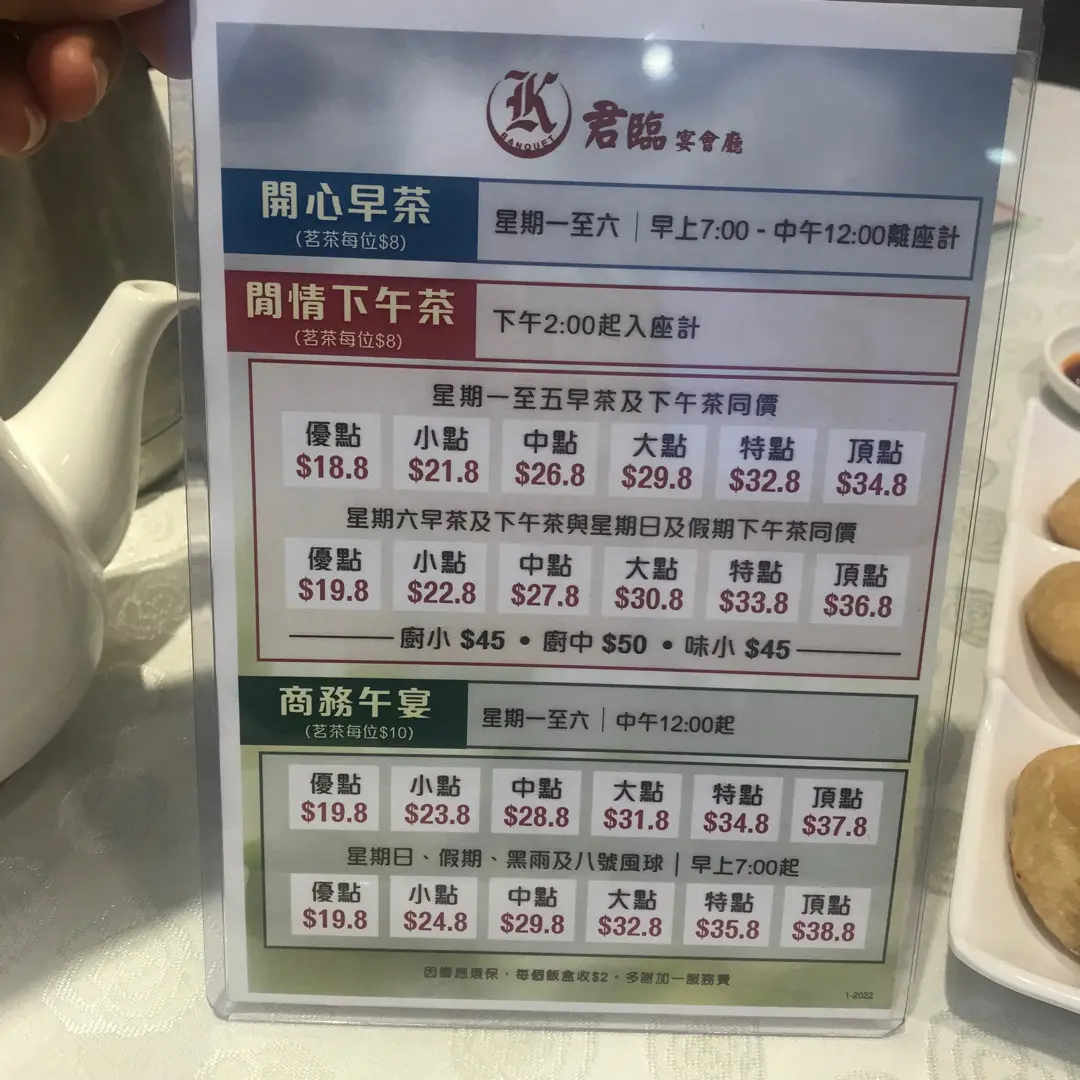 K
BANQUET
君臨 宴會廳
開心早茶
(茗茶每位$8)
星期一至六｜早上7:00 - 中午12:00離座計
閒情下午茶
(茗茶每位$8)
下午2:00起入座計
星期一至五早茶及下午茶同價
優點 小點 中點 大點 特點 頂點
$18.8 $21.8 $26.8 $29.8 $32.8 $34.8
星期六早茶及下午茶與星期日及假期下午茶同價
優點 小點 中點 大點 特點 頂點
$19.8 $22.8 $27.8 $30.8 $33.8 $36.8
廚小 $45 • 廚中 $50 • 味小 $45
商務午宴
(茗茶每位$10)
星期一至六｜中午12:00起
優點 小點 中點 大點 特點 頂點
$19.8 $23.8 $28.8 $31.8 $34.8 $37.8
星期日、假期、黑雨及八號風球｜早上7:00起
優點 小點 中點 大點 特點 頂點
$19.8 $24.8 $29.8 $32.8 $35.8 $38.8
因響應環保，每個飯盒收$2。多謝加一服務費
1-2022